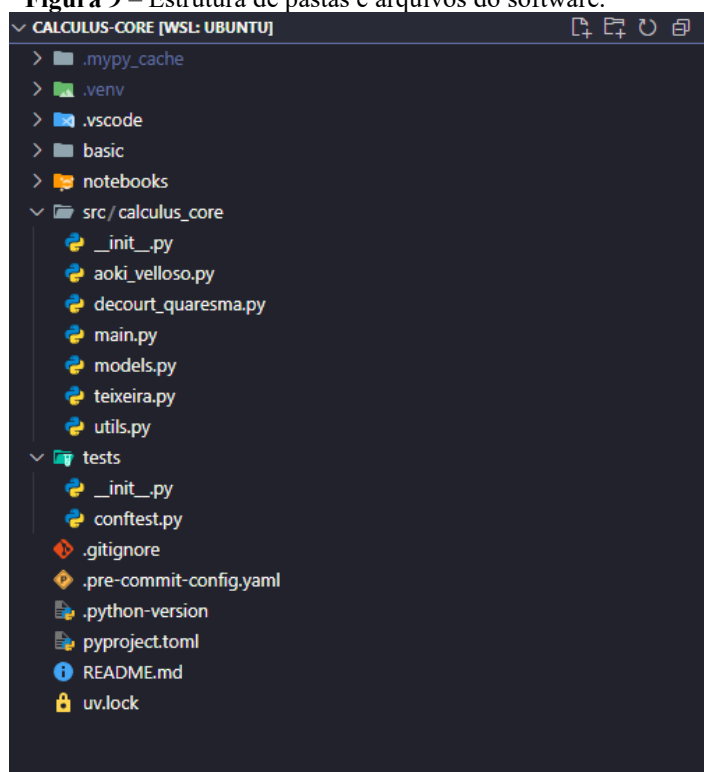 Figura 9 – Estrutura de pastas e arquivos do software.
CALCULUS-CORE [WSL: UBUNTU]
.mypy_cache
.venv
.vscode
basic
notebooks
src/calculus_core
__init__.py
aoki_velloso.py
decourt_quaresma.py
main.py
models.py
teixeira.py
utils.py
tests
__init__.py
conftest.py
.gitignore
.pre-commit-config.yaml
.python-version
pyproject.toml
README.md
uv.lock